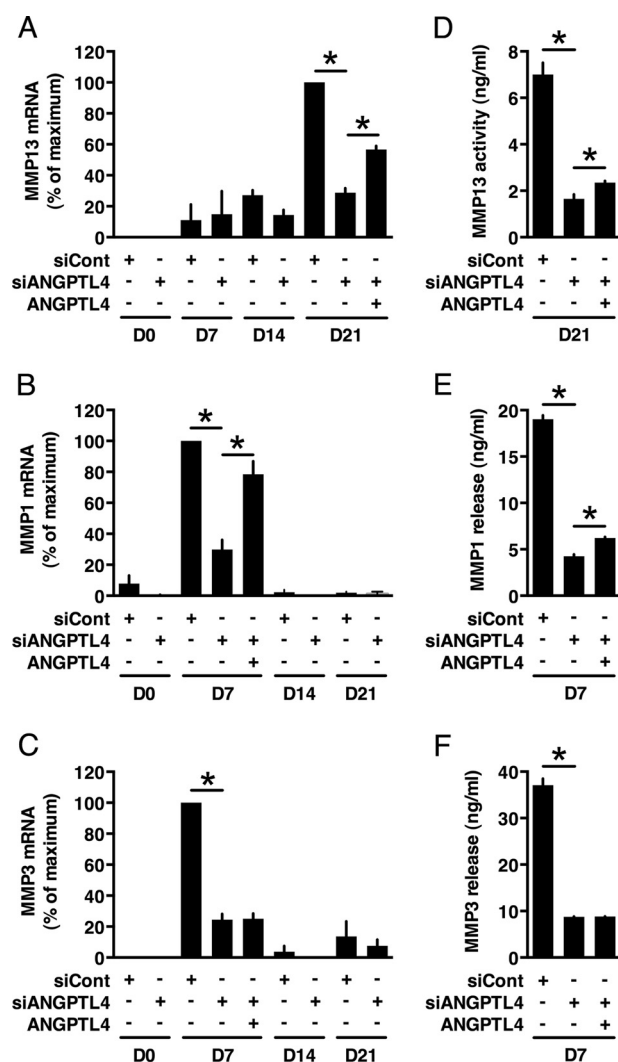 A
MMP13 mRNA
(% of maximum)
120
100
80
60
40
20
0
* *
siCont + - + - + - + - -
siANGPTL4 - + - + - + - + +
ANGPTL4 - - - - - - - - +
D0 D7 D14 D21
D
MMP13 activity (ng/ml)
8
6
4
2
0
* *
siCont + - -
siANGPTL4 - + +
ANGPTL4 - - +
D21
B
MMP1 mRNA
(% of maximum)
120
100
80
60
40
20
0
* *
siCont + - + - - + - + -
siANGPTL4 - + - + + - + - +
ANGPTL4 - - - - + - - - -
D0 D7 D14 D21
E
MMP1 release (ng/ml)
20
15
10
5
0
* *
siCont + - -
siANGPTL4 - + +
ANGPTL4 - - +
D7
C
MMP3 mRNA
(% of maximum)
120
100
80
60
40
20
0
*
siCont + - + - - + - + -
siANGPTL4 - + - + + - + - +
ANGPTL4 - - - - + - - - -
D0 D7 D14 D21
F
MMP3 release (ng/ml)
40
30
20
10
0
*
siCont + - -
siANGPTL4 - + +
ANGPTL4 - - +
D7